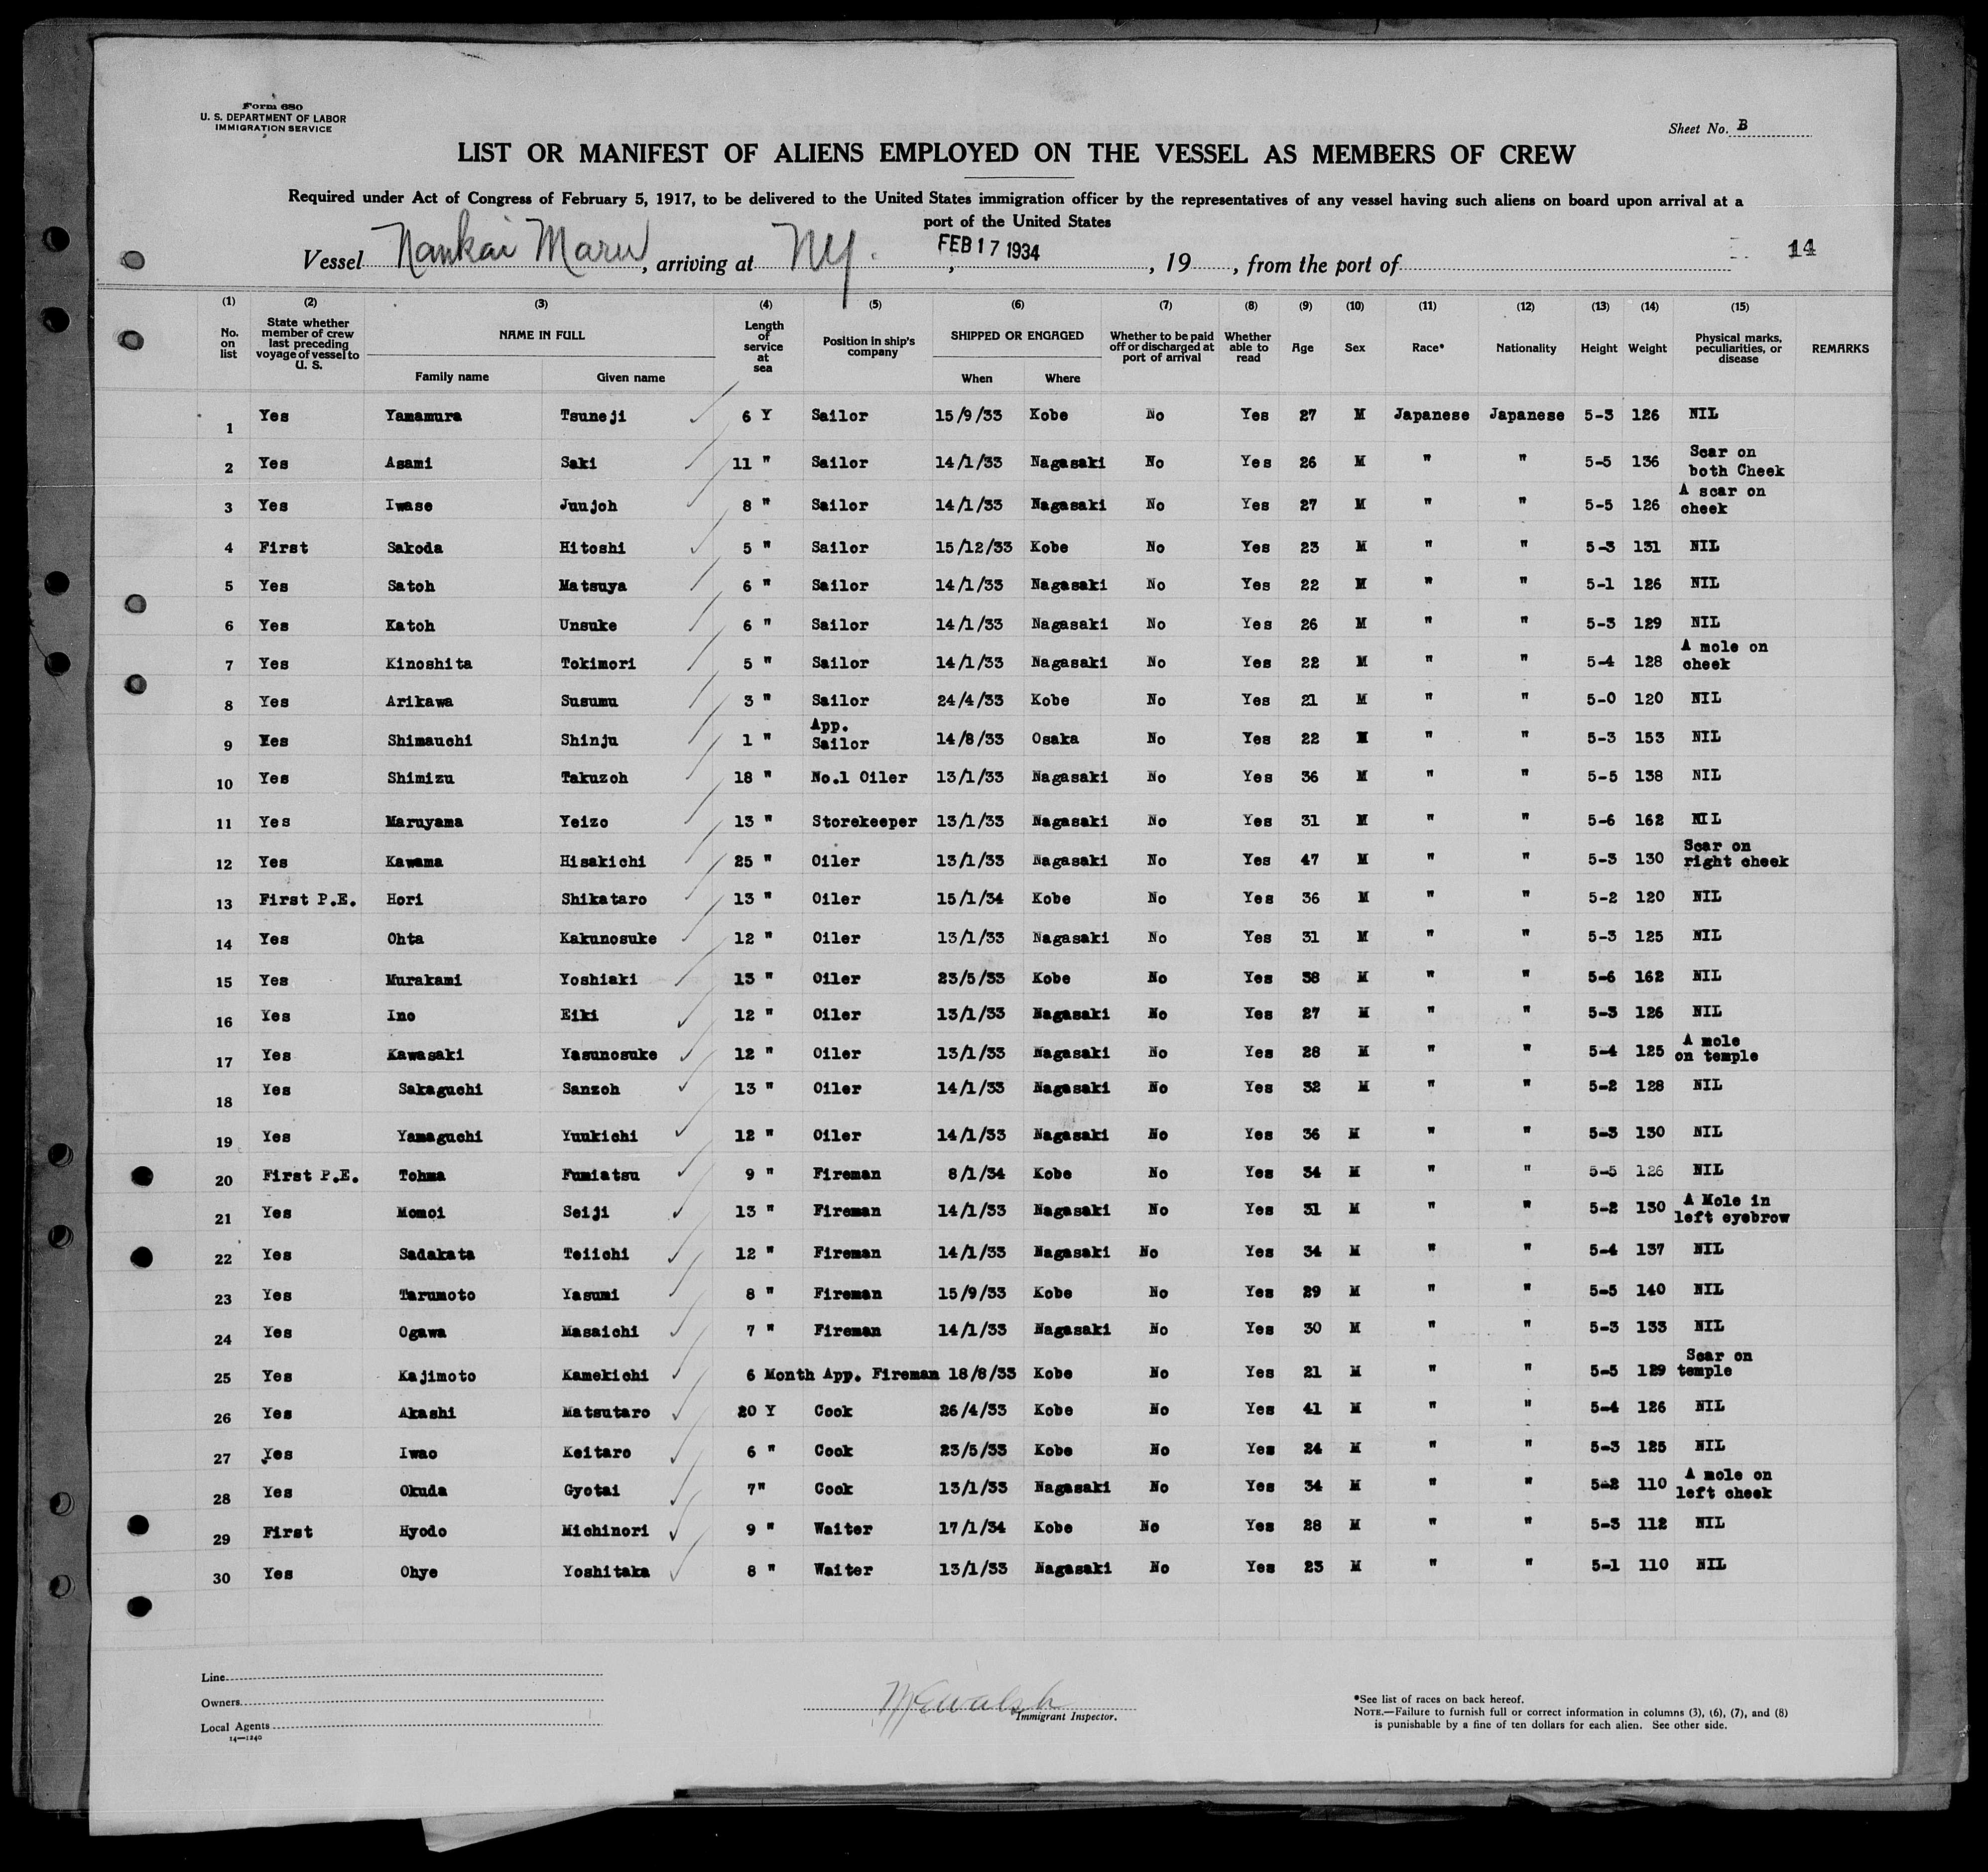 Form 680
U. S. DEPARTMENT OF LABOR
IMMIGRATION SERVICE
Sheet No. B
LIST OR MANIFEST OF ALIENS EMPLOYED ON THE VESSEL AS MEMBERS OF CREW
Required under Act of Congress of February 5, 1917, to be delivered to the United States immigration officer by the representatives of any vessel having such aliens on board upon arrival at a
port of the United States
Vessel Nankai Maru, arriving at NY. FEB 17 1934, 19, from the port of 14
(1) (2) (3) (4) (5) (6) (7) (8) (9) (10) (11) (12) (13) (14) (15)
No. on list State whether member of crew last preceding voyage of vessel to U. S. NAME IN FULL Family name Given name Length of service at sea Position in ship's company SHIPPED OR ENGAGED When Where Whether to be paid off or discharged at port of arrival Whether able to read Age Sex Race* Nationality Height Weight Physical marks, peculiarities, or disease REMARKS
1 Yes Yamamura Tsuneji 6 Y Sailor 15/9/33 Kobe No Yes 27 M Japanese Japanese 5-3 126 NIL
2 Yes Asami Saki 11 " Sailor 14/1/33 Nagasaki No Yes 26 M " " 5-5 136 Scar on both Cheek
3 Yes Iwase Juujoh 8 " Sailor 14/1/33 Nagasaki No Yes 27 M " " 5-5 126 A scar on cheek
4 First Sakoda Hitoshi 5 " Sailor 15/12/33 Kobe No Yes 23 M " " 5-3 131 NIL
5 Yes Satoh Matsuya 6 " Sailor 14/1/33 Nagasaki No Yes 22 M " " 5-1 126 NIL
6 Yes Katoh Unsuke 6 " Sailor 14/1/33 Nagasaki No Yes 26 M " " 5-3 129 NIL
7 Yes Kinoshita Tokimori 5 " Sailor 14/1/33 Nagasaki No Yes 22 M " " 5-4 128 A mole on cheek
8 Yes Arikawa Susumu 3 " Sailor 24/4/33 Kobe No Yes 21 M " " 5-0 120 NIL
9 Yes Shimauchi Shinju 1 " App. Sailor 14/8/33 Osaka No Yes 22 M " " 5-3 153 NIL
10 Yes Shimizu Takuzoh 18 " No.1 Oiler 13/1/33 Nagasaki No Yes 36 M " " 5-5 138 NIL
11 Yes Maruyama Yeizo 13 " Storekeeper 13/1/33 Nagasaki No Yes 31 M " " 5-6 162 NIL
12 Yes Kawama Hisakichi 25 " Oiler 13/1/33 Nagasaki No Yes 47 M " " 5-3 130 Scar on right cheek
13 First P.E. Hori Shikataro 13 " Oiler 15/1/34 Kobe No Yes 36 M " " 5-2 120 NIL
14 Yes Ohta Kakunosuke 12 " Oiler 13/1/33 Nagasaki No Yes 31 M " " 5-3 125 NIL
15 Yes Murakami Yoshiaki 13 " Oiler 23/5/33 Kobe No Yes 38 M " " 5-6 162 NIL
16 Yes Ino Eiki 12 " Oiler 13/1/33 Nagasaki No Yes 27 M " " 5-3 126 NIL
17 Yes Kawasaki Yasunosuke 12 " Oiler 13/1/33 Nagasaki No Yes 28 M " " 5-4 125 A mole on temple
18 Yes Sakaguchi Sanzoh 13 " Oiler 14/1/33 Nagasaki No Yes 32 M " " 5-2 128 NIL
19 Yes Yamaguchi Yuukichi 12 " Oiler 14/1/33 Nagasaki No Yes 36 M " " 5-3 130 NIL
20 First P.E. Tohma Fumiatsu 9 " Fireman 8/1/34 Kobe No Yes 34 M " " 5-5 126 NIL
21 Yes Momoi Seiji 13 " Fireman 14/1/33 Nagasaki No Yes 31 M " " 5-2 130 A Mole in left eyebrow
22 Yes Sadakata Teiichi 12 " Fireman 14/1/33 Nagasaki No Yes 34 M " " 5-4 137 NIL
23 Yes Tarumoto Yasumi 8 " Fireman 15/9/33 Kobe No Yes 29 M " " 5-5 140 NIL
24 Yes Ogawa Masaichi 7 " Fireman 14/1/33 Nagasaki No Yes 30 M " " 5-3 133 NIL
25 Yes Kajimoto Kamekichi 6 Month App. Fireman 18/8/33 Kobe No Yes 21 M " " 5-5 129 Scar on temple
26 Yes Akashi Matsutaro 20 Y Cook 26/4/33 Kobe No Yes 41 M " " 5-4 126 NIL
27 Yes Iwao Keitaro 6 " Cook 23/5/33 Kobe No Yes 24 M " " 5-3 125 NIL
28 Yes Okuda Gyotai 7" Cook 13/1/33 Nagasaki No Yes 34 M " " 5-2 110 A mole on left cheek
29 First Hyodo Michinori 9 " Waiter 17/1/34 Kobe No Yes 28 M " " 5-3 112 NIL
30 Yes Ohye Yoshitaka 8 " Waiter 13/1/33 Nagasaki No Yes 23 M " " 5-1 110 NIL
Line
Owners
Local Agents
14—1240
Immigrant Inspector.
*See list of races on back hereof.
NOTE.—Failure to furnish full or correct information in columns (3), (6), (7), and (8)
is punishable by a fine of ten dollars for each alien. See other side.